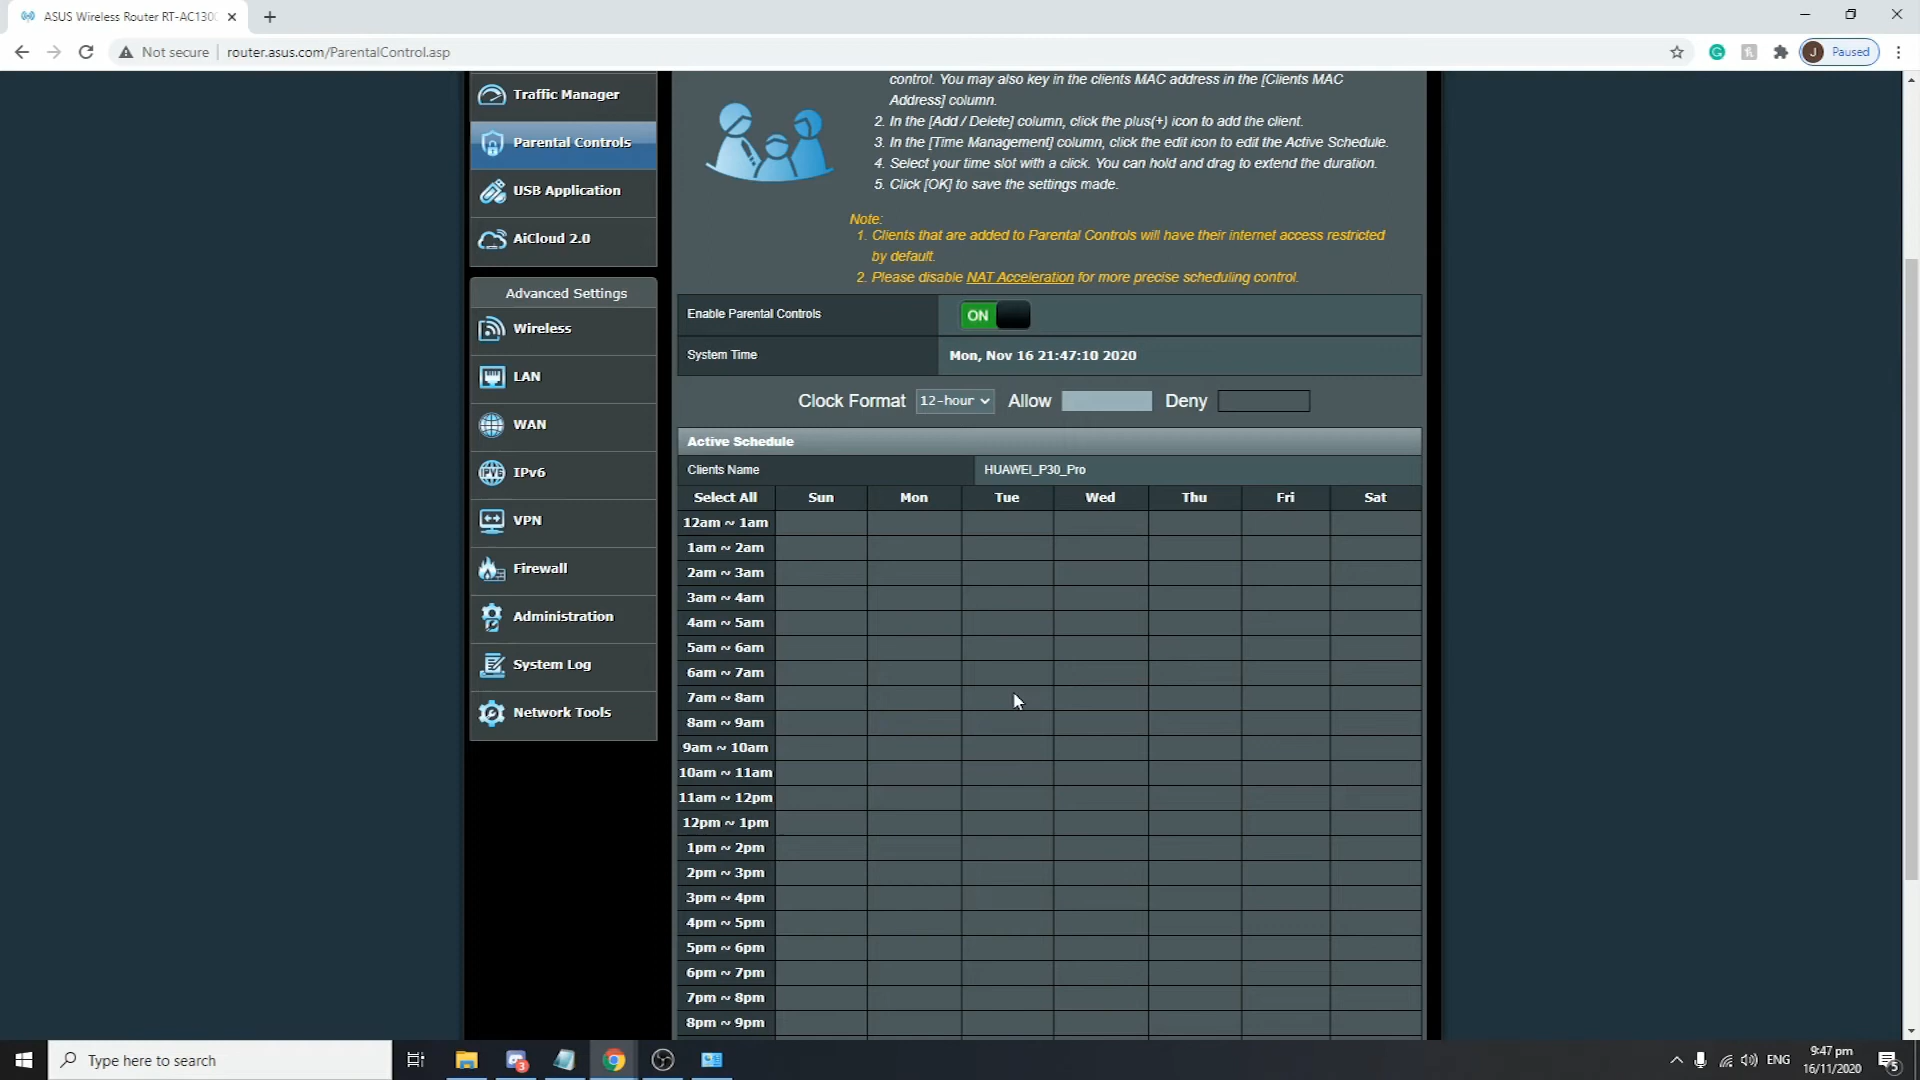 ASUS Wireless Router RT-AC130
Not secure
router.asus.com/ParentalControl.asp
J
Paused
Traffic Manager
Parental Controls
USB Application
AiCloud 2.0
Advanced Settings
Wireless
LAN
WAN
IPv6
VPN
Firewall
Administration
System Log
Network Tools
control. You may also key in the clients MAC address in the [Clients MAC
Address] column.
2. In the [Add / Delete] column, click the plus(+) icon to add the client.
3. In the [Time Management] column, click the edit icon to edit the Active Schedule.
4. Select your time slot with a click. You can hold and drag to extend the duration.
5. Click [OK] to save the settings made.
Note:
1. Clients that are added to Parental Controls will have their internet access restricted
by default.
2. Please disable NAT Acceleration for more precise scheduling control.
Enable Parental Controls ON
System Time Mon, Nov 16 21:47:10 2020
Clock Format 12-hour Allow Deny
Active Schedule
Clients Name HUAWEI_P30_Pro
Select All Sun Mon Tue Wed Thu Fri Sat
12am ~ 1am
1am ~ 2am
2am ~ 3am
3am ~ 4am
4am ~ 5am
5am ~ 6am
6am ~ 7am
7am ~ 8am
8am ~ 9am
9am ~ 10am
10am ~ 11am
11am ~ 12pm
12pm ~ 1pm
1pm ~ 2pm
2pm ~ 3pm
3pm ~ 4pm
4pm ~ 5pm
5pm ~ 6pm
6pm ~ 7pm
7pm ~ 8pm
8pm ~ 9pm
Type here to search
3
ENG
9:47 pm
16/11/2020
5